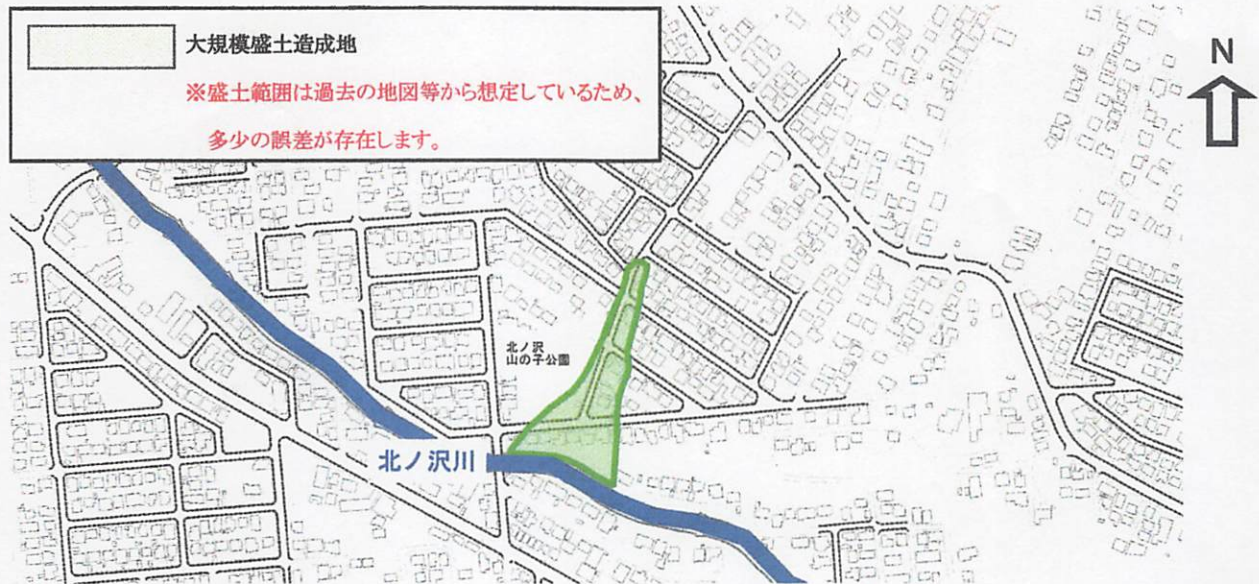 大規模盛土造成地
※盛土範囲は過去の地図等から想定しているため、
多少の誤差が存在します。
N
北ノ沢
山の子公園
北ノ沢川